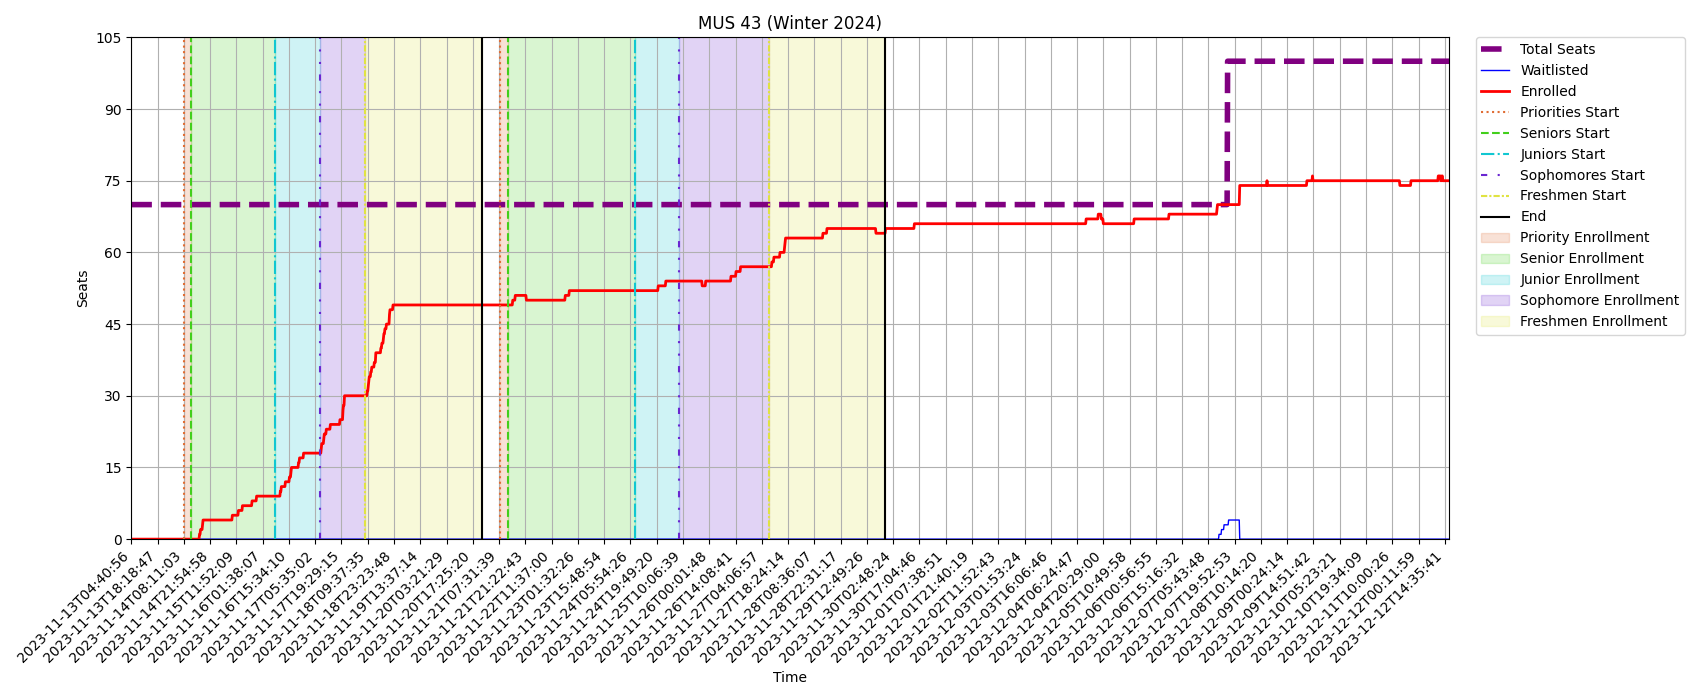 MUS 43 (Winter 2024)
105
90
75
60
45
30
15
0
Seats
2023-11-13T04:40:56
2023-11-13T18:18:47
2023-11-14T08:11:03
2023-11-14T21:54:58
2023-11-15T11:52:09
2023-11-16T01:38:07
2023-11-16T15:34:10
2023-11-17T05:35:02
2023-11-17T19:29:15
2023-11-18T09:37:35
2023-11-18T23:23:48
2023-11-19T13:37:14
2023-11-20T03:21:29
2023-11-20T17:25:20
2023-11-21T07:31:39
2023-11-21T21:22:43
2023-11-22T11:37:00
2023-11-23T01:32:26
2023-11-23T15:48:54
2023-11-24T05:54:26
2023-11-24T19:49:20
2023-11-25T10:06:39
2023-11-26T00:01:48
2023-11-26T14:08:41
2023-11-27T04:06:57
2023-11-27T18:24:14
2023-11-28T08:36:07
2023-11-28T22:31:17
2023-11-29T12:49:26
2023-11-30T02:48:24
2023-11-30T17:04:46
2023-12-01T07:38:51
2023-12-01T21:40:19
2023-12-02T11:52:43
2023-12-03T01:53:24
2023-12-03T16:06:46
2023-12-04T06:24:47
2023-12-04T20:29:00
2023-12-05T10:49:58
2023-12-06T00:56:55
2023-12-06T15:16:32
2023-12-07T05:43:48
2023-12-07T19:52:53
2023-12-08T10:14:20
2023-12-09T00:24:14
2023-12-09T14:51:42
2023-12-10T05:23:21
2023-12-10T19:34:09
2023-12-11T10:00:26
2023-12-12T00:11:59
2023-12-12T14:35:41
Time
Total Seats
Waitlisted
Enrolled
Priorities Start
Seniors Start
Juniors Start
Sophomores Start
Freshmen Start
End
Priority Enrollment
Senior Enrollment
Junior Enrollment
Sophomore Enrollment
Freshmen Enrollment